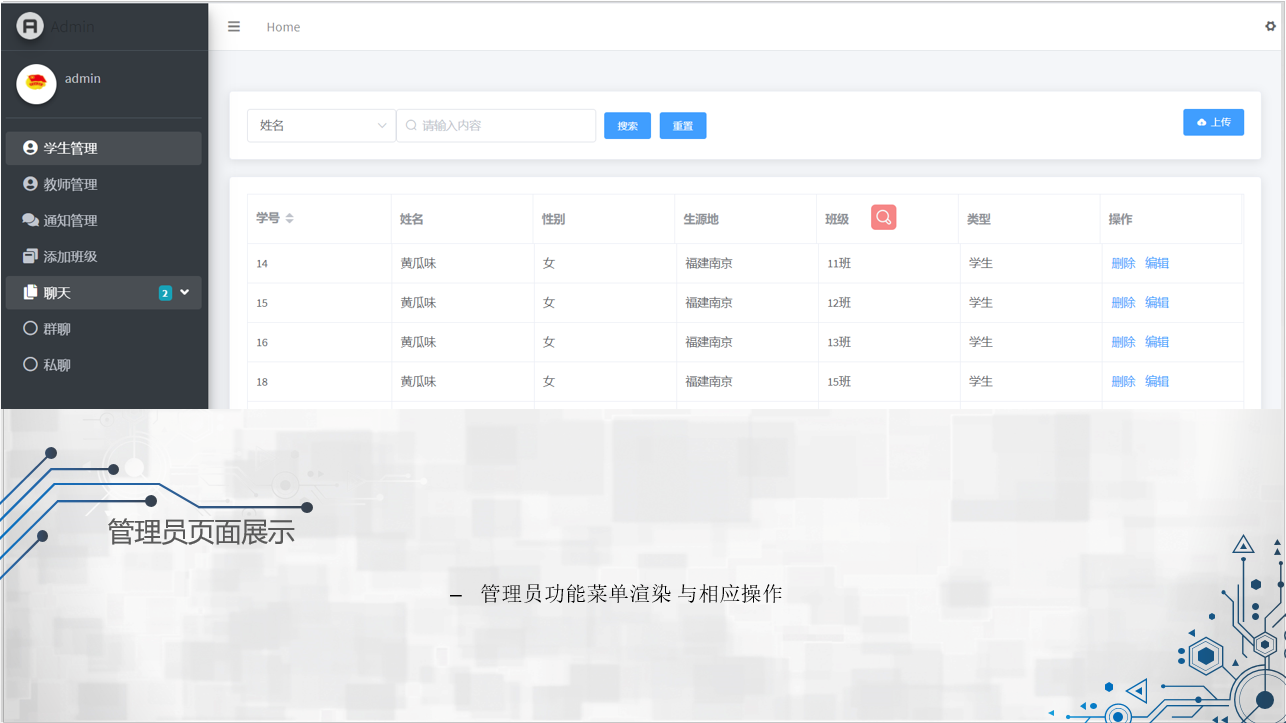 Admin
Home
admin
学生管理
教师管理
通知管理
添加班级
聊天 2
群聊
私聊
姓名 请输入内容 搜索 重置 上传
学号 姓名 性别 生源地 班级 类型 操作
14 黄瓜味 女 福建南京 11班 学生 删除 编辑
15 黄瓜味 女 福建南京 12班 学生 删除 编辑
16 黄瓜味 女 福建南京 13班 学生 删除 编辑
18 黄瓜味 女 福建南京 15班 学生 删除 编辑
管理员页面展示
– 管理员功能菜单渲染 与相应操作